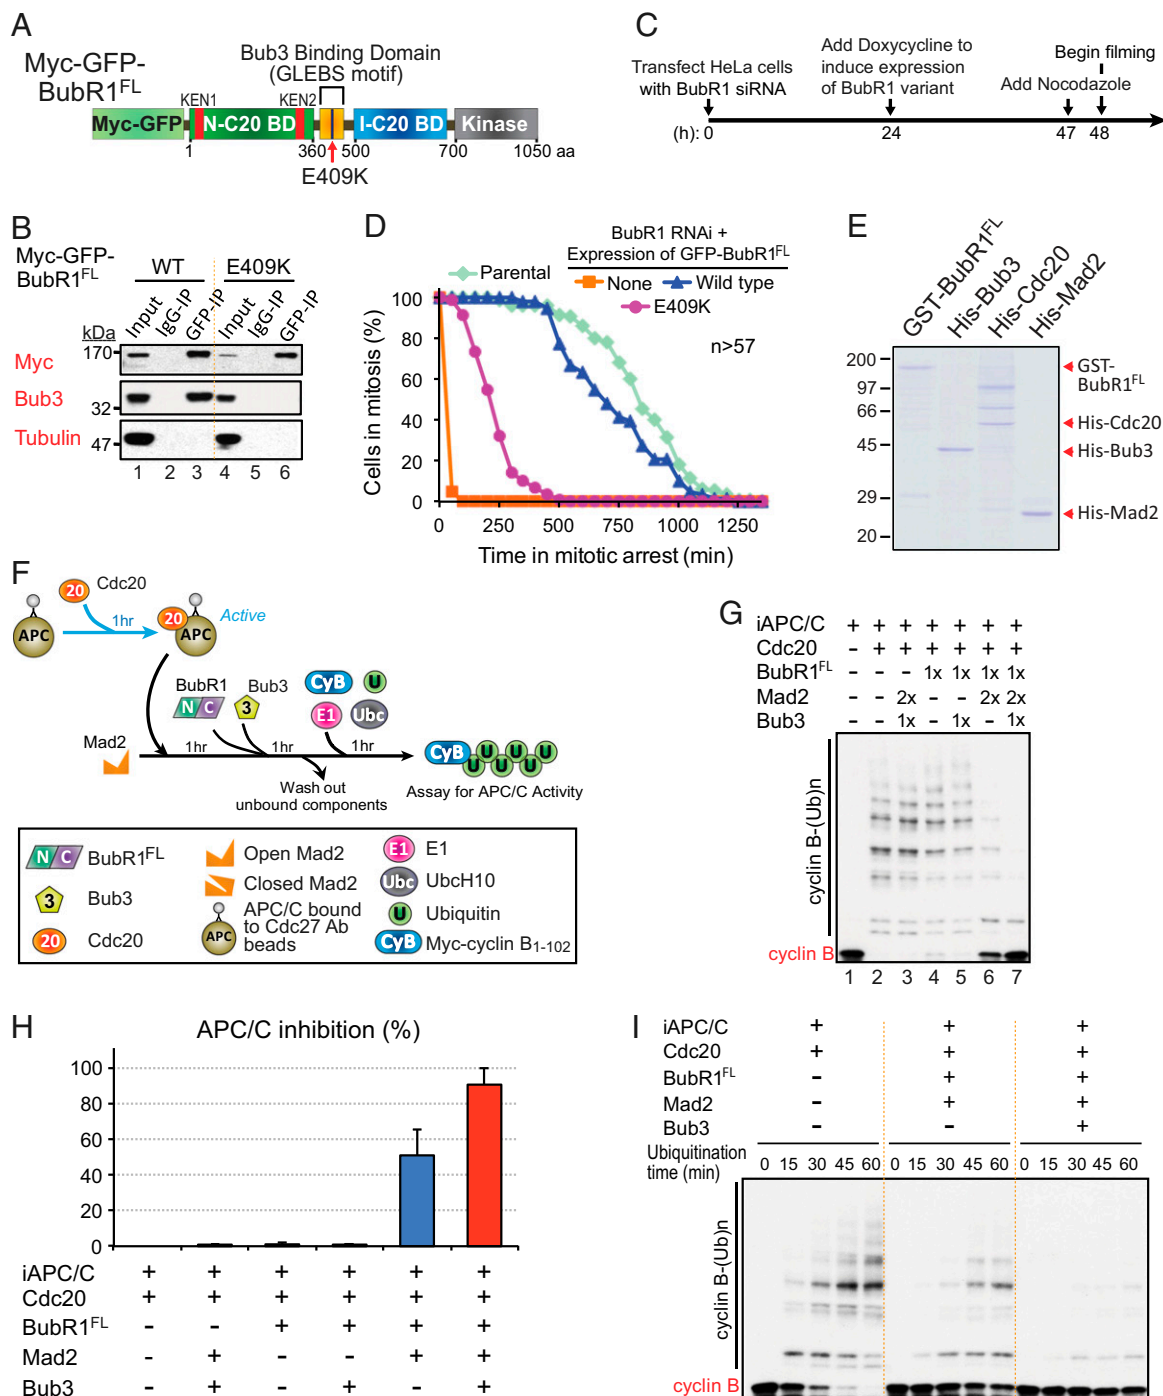 A
Myc-GFP-
BubR1FL
Bub3 Binding Domain
(GLEBS motif)
KEN1
KEN2
Myc-GFP
N-C20 BD
I-C20 BD
Kinase
1
360
500
700
1050 aa
E409K
C
Transfect HeLa cells
with BubR1 siRNA
Add Doxycycline to
induce expression
of BubR1 variant
Begin filming
Add Nocodazole
(h): 0
24
47
48
B
Myc-GFP-
BubR1FL
WT
E409K
Input
IgG-IP
GFP-IP
Input
IgG-IP
GFP-IP
kDa
170
Myc
Bub3
32
Tubulin
47
1 2 3 4 5 6
D
BubR1 RNAi +
Expression of GFP-BubR1FL
Parental
None
Wild type
E409K
n>57
Cells in mitosis (%)
100
80
60
40
20
0
0 250 500 750 1000 1250
Time in mitotic arrest (min)
E
GST-BubR1FL
His-Bub3
His-Cdc20
His-Mad2
200
97
66
45
29
20
GST-
BubR1FL
His-Cdc20
His-Bub3
His-Mad2
F
20
Cdc20
1hr
APC
20
APC
Active
BubR1
N C
Bub3
3
CyB
U
E1
Ubc
Mad2
1hr
1hr
1hr
Wash out
unbound components
CyB
U U U U U U U
Assay for APC/C Activity
N C BubR1FL
3 Bub3
20 Cdc20
Open Mad2
Closed Mad2
APC
APC/C bound
to Cdc27 Ab
beads
E1 E1
Ubc UbcH10
U Ubiquitin
CyB Myc-cyclin B1-102
G
iAPC/C + + + + + + +
Cdc20 - + + + + + +
BubR1FL - - - 1x 1x 1x 1x
Mad2 - - 2x - - 2x 2x
Bub3 - - 1x - 1x - 1x
cyclin B-(Ub)n
cyclin B
1 2 3 4 5 6 7
H
APC/C inhibition (%)
100
80
60
40
20
0
iAPC/C + + + + + +
Cdc20 + + + + + +
BubR1FL - - + + + +
Mad2 - + - - + +
Bub3 - + - + - +
I
iAPC/C + + +
Cdc20 + + +
BubR1FL - + +
Mad2 - + +
Bub3 - - +
Ubiquitination
time (min)
0 15 30 45 60 0 15 30 45 60 0 15 30 45 60
cyclin B-(Ub)n
cyclin B